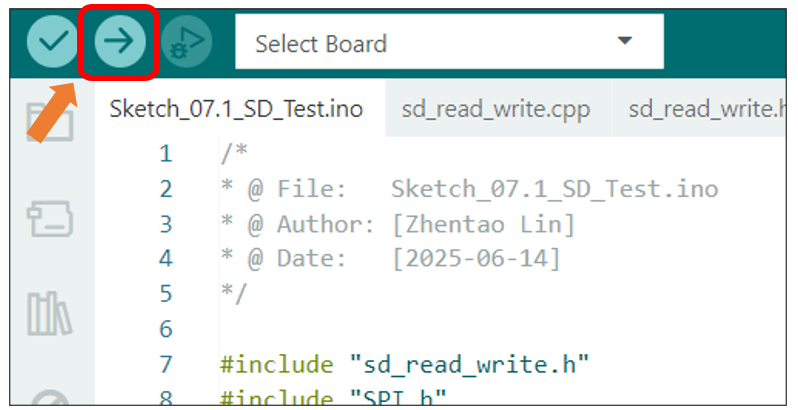 Select Board
Sketch_07.1_SD_Test.ino sd_read_write.cpp sd_read_write.h
1 /*
2 * @ File: Sketch_07.1_SD_Test.ino
3 * @ Author: [Zhentao Lin]
4 * @ Date: [2025-06-14]
5 */
6
7 #include "sd_read_write.h"
8 #include "SPI.h"